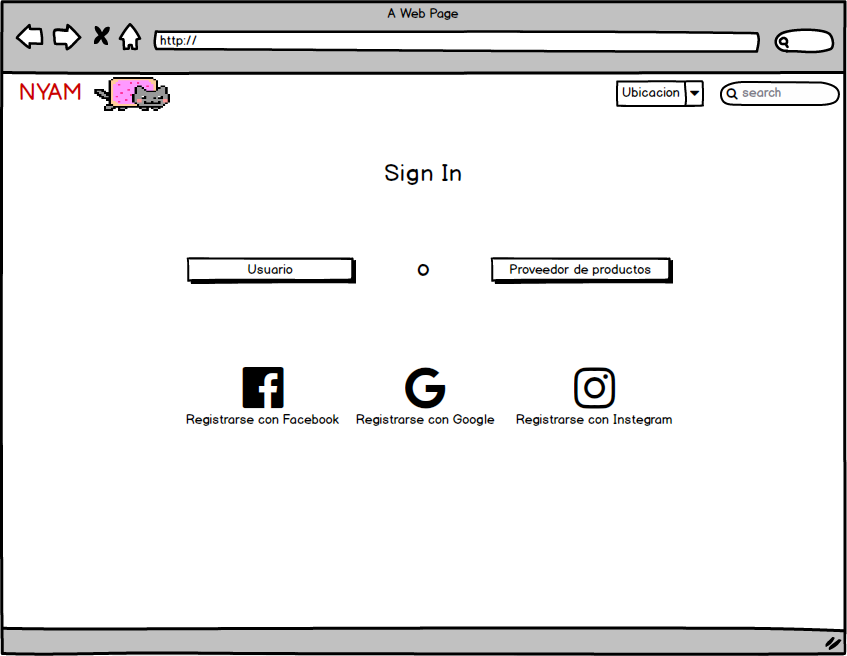 A Web Page
http://
NYAM
Ubicacion
search
Sign In
Usuario
o
Proveedor de productos
Registrarse con Facebook
Registrarse con Google
Registrarse con Instegram